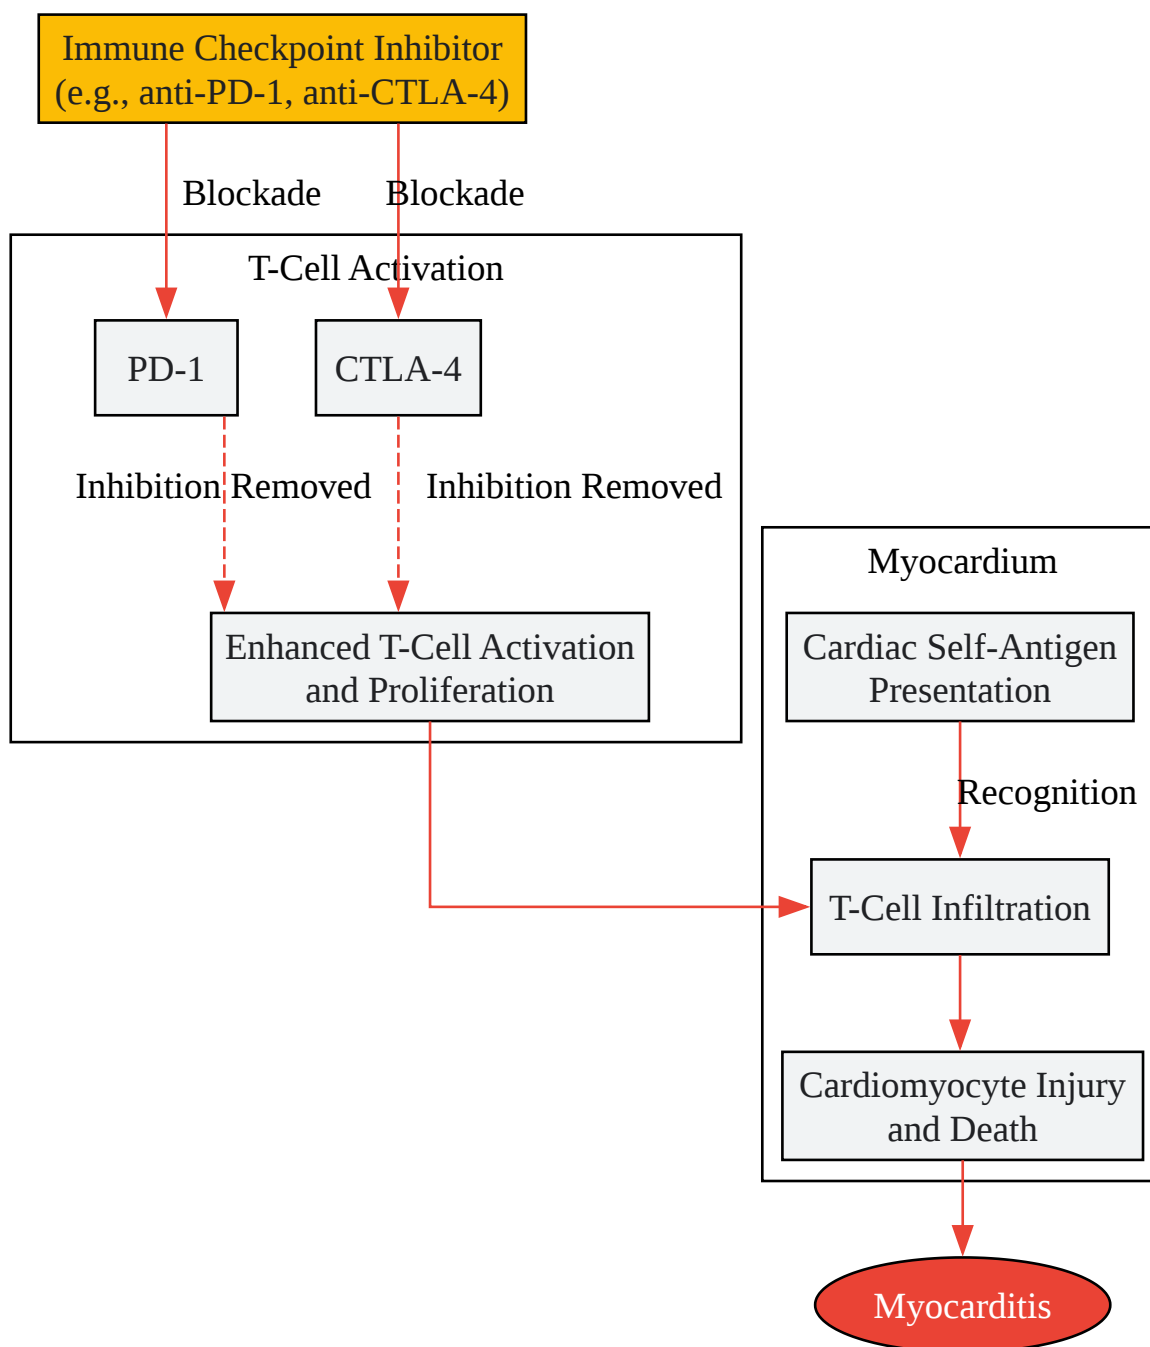 Immune Checkpoint Inhibitor
(e.g., anti-PD-1, anti-CTLA-4)
Blockade
Blockade
T-Cell Activation
PD-1
CTLA-4
Inhibition Removed
Inhibition Removed
Enhanced T-Cell Activation
and Proliferation
Myocardium
Cardiac Self-Antigen
Presentation
Recognition
T-Cell Infiltration
Cardiomyocyte Injury
and Death
Myocarditis